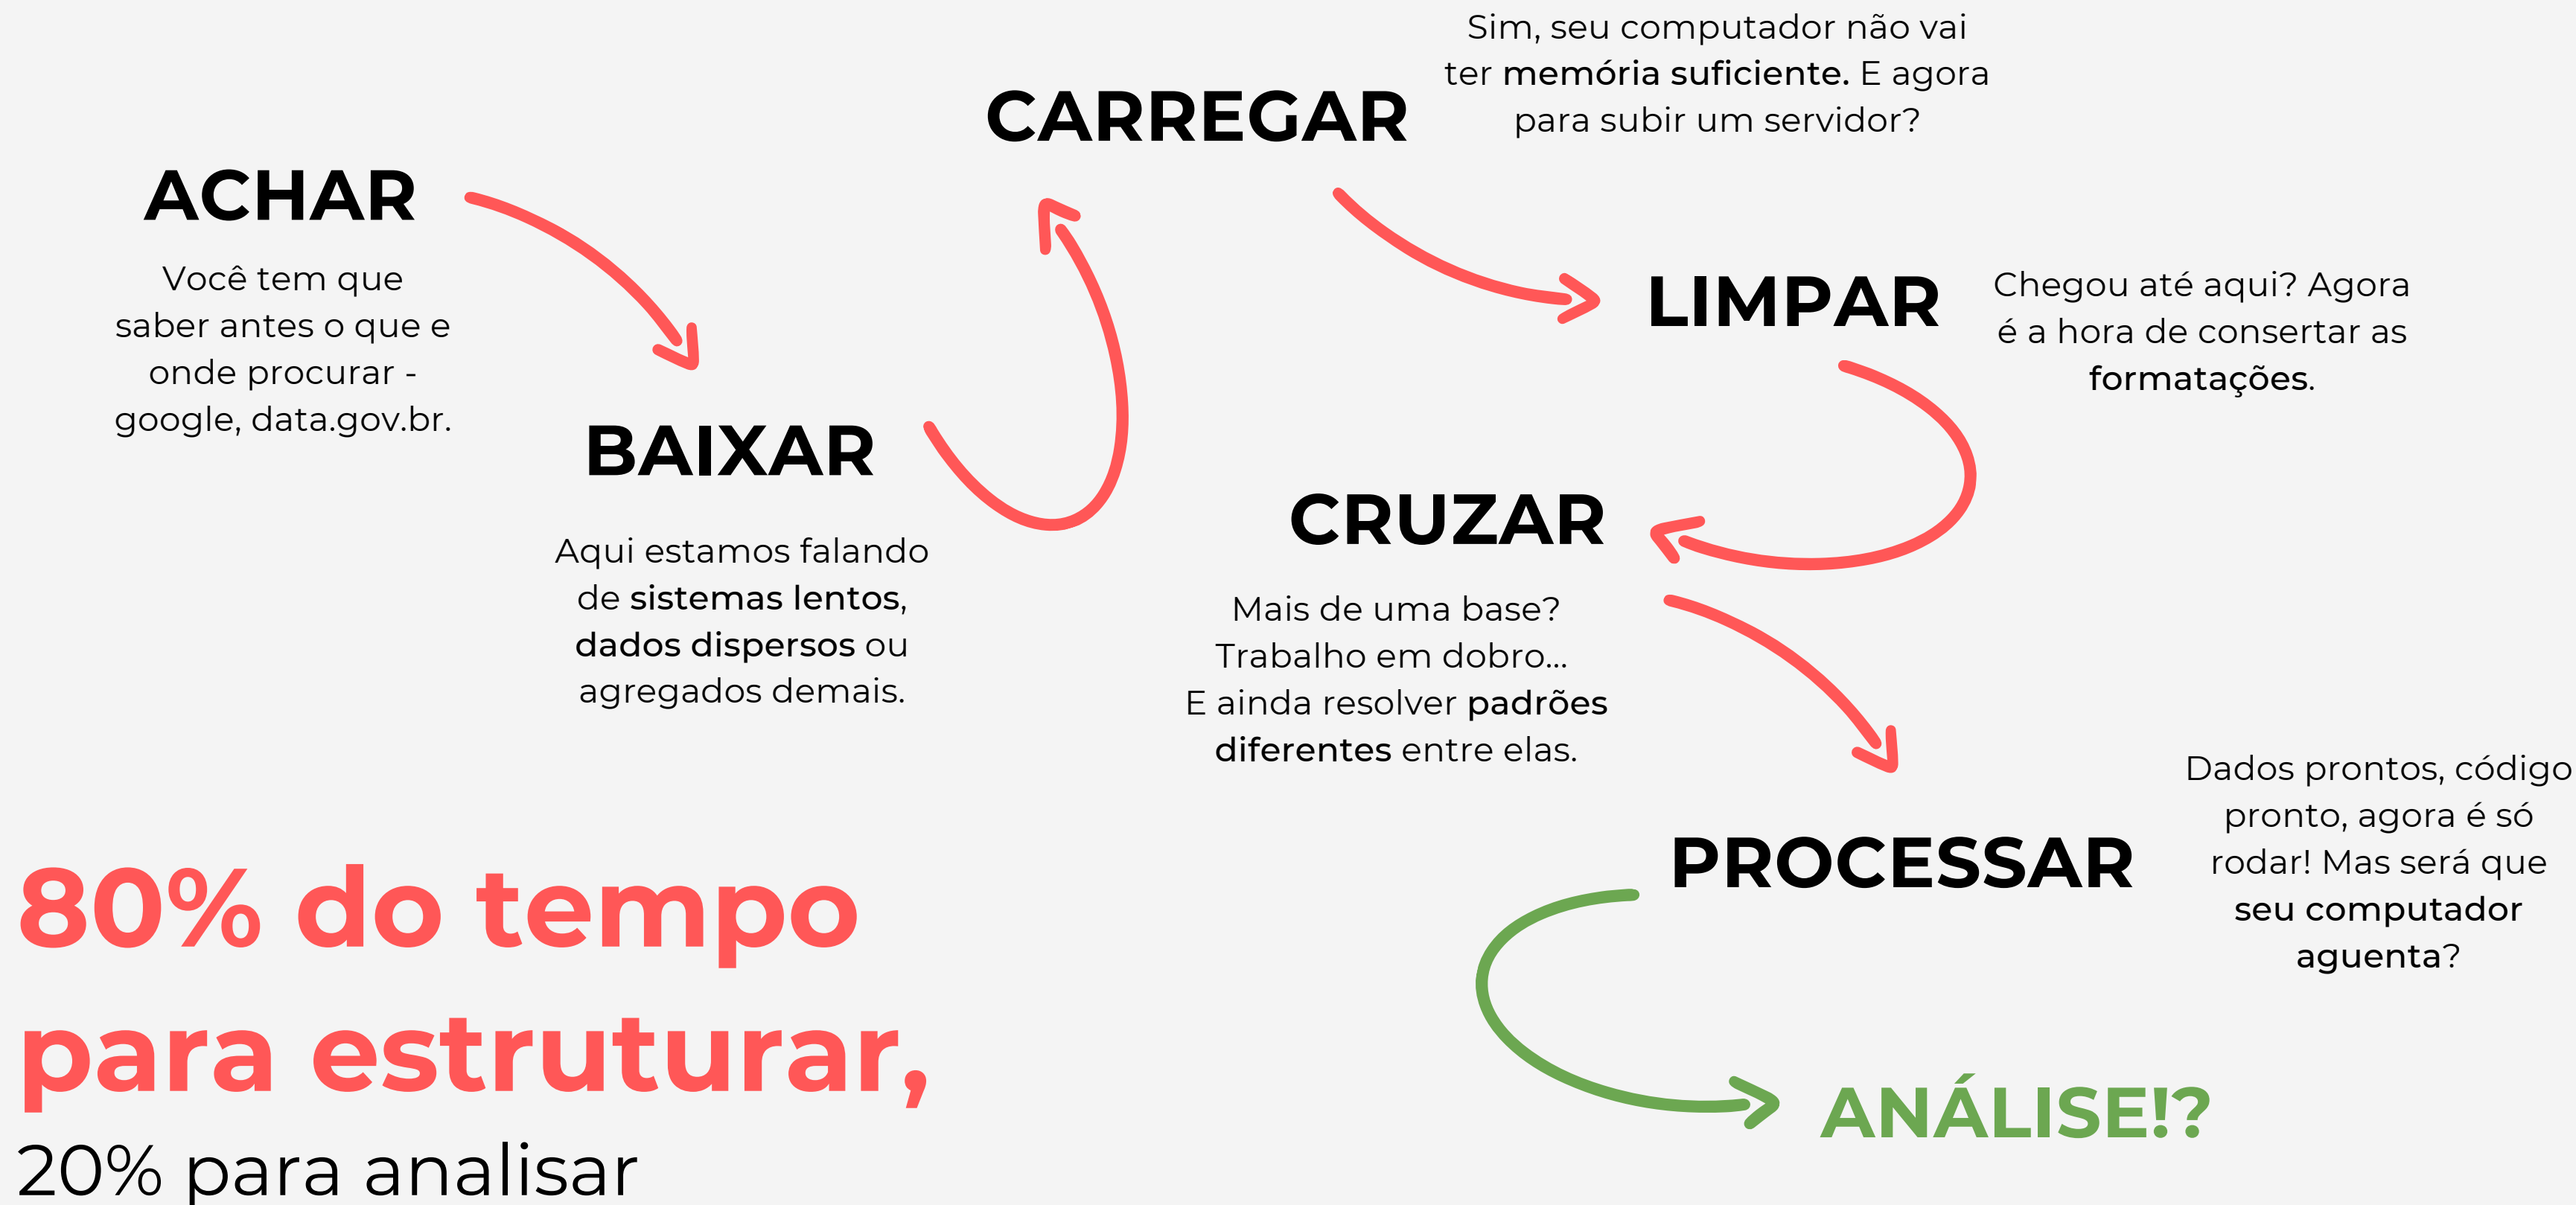 ACHAR
Você tem que
saber antes o que e
onde procurar -
google, data.gov.br.
BAIXAR
Aqui estamos falando
de sistemas lentos,
dados dispersos ou
agregados demais.
CARREGAR
Sim, seu computador não vai
ter memória suficiente. E agora
para subir um servidor?
LIMPAR
Chegou até aqui? Agora
é a hora de consertar as
formatações.
CRUZAR
Mais de uma base?
Trabalho em dobro...
E ainda resolver padrões
diferentes entre elas.
PROCESSAR
Dados prontos, código
pronto, agora é só
rodar! Mas será que
seu computador
aguenta?
ANÁLISE!?
80% do tempo
para estruturar,
20% para analisar